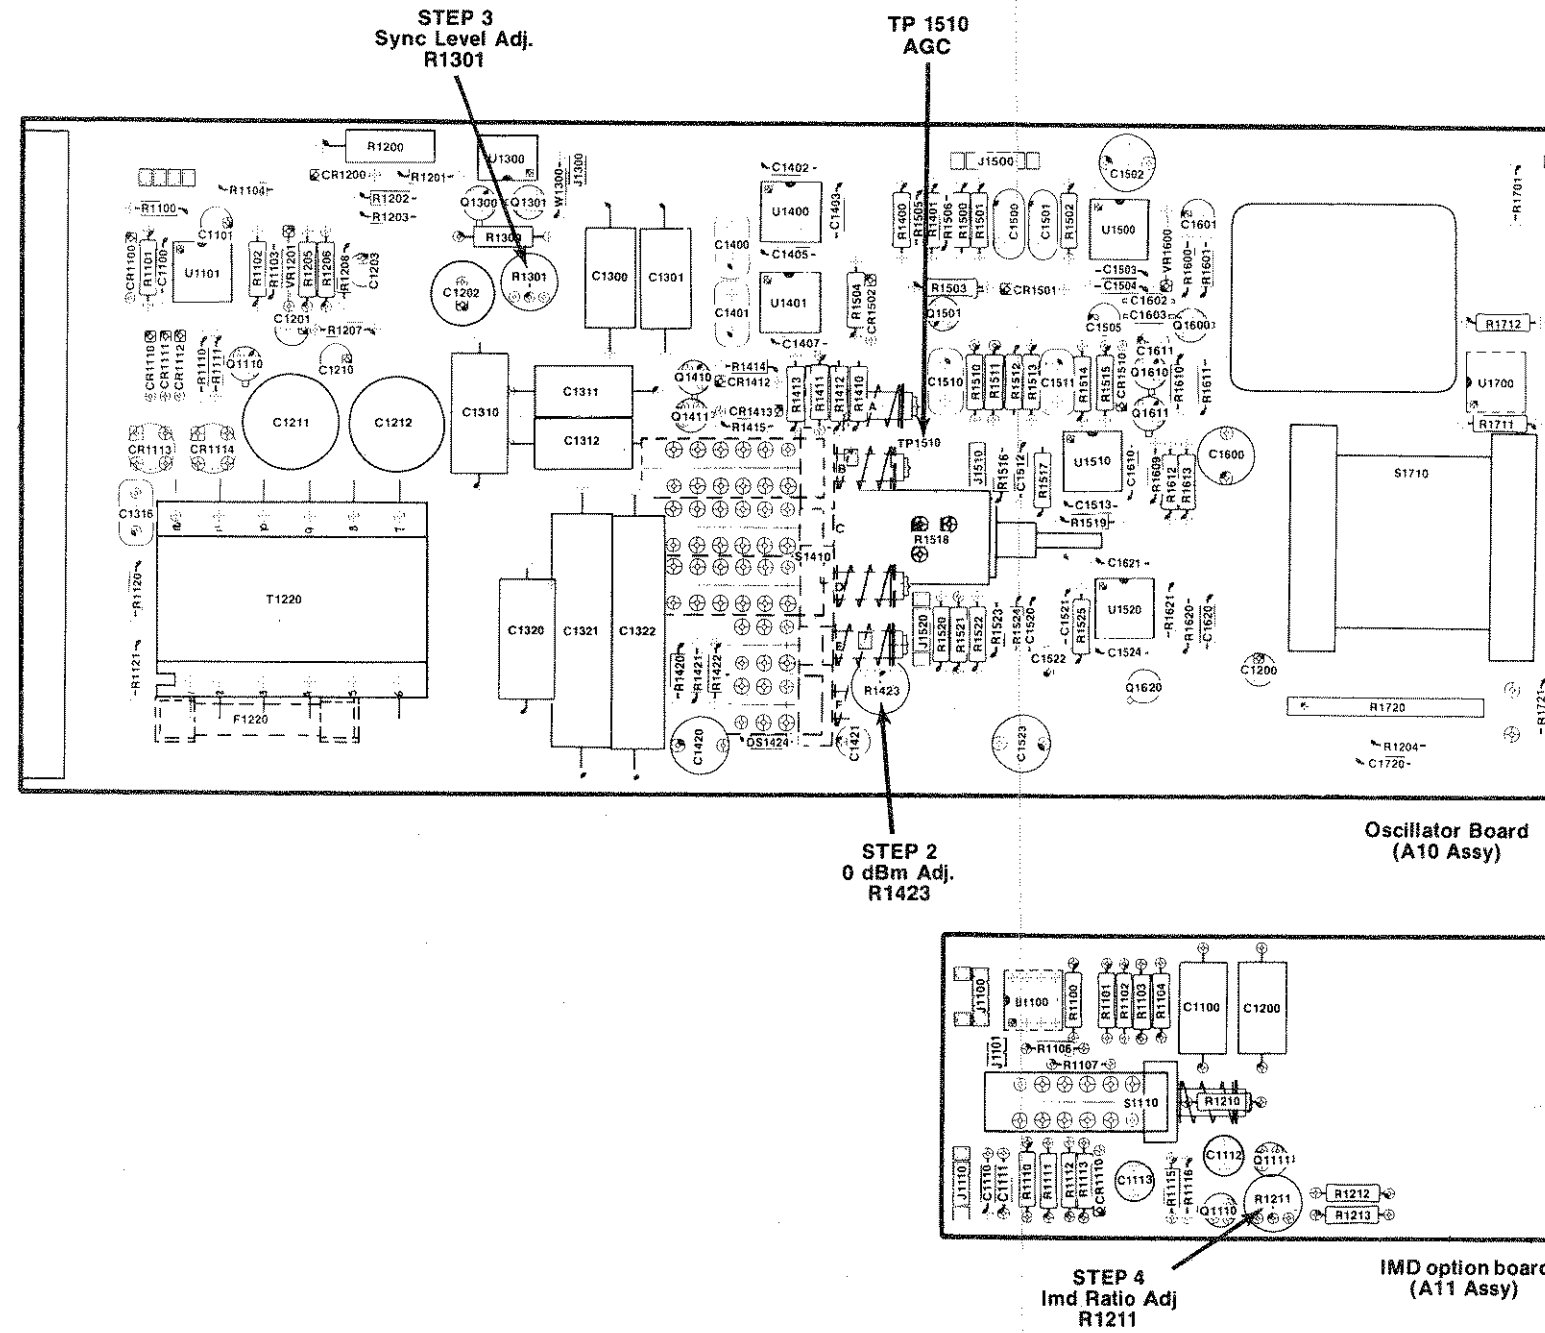 STEP 3
Sync Level Adj.
R1301
TP 1510
AGC
R1200
U1300
W1300
J1300
CR1200
R1201
R1104
R1202
R1203
Q1300
Q1301
R1100
C1101
R1300
C1402
U1400
C1403
C1400
C1405
R1400
R1505
R1401
R1506
R1500
R1501
C1500
C1501
R1502
J1500
C1502
U1500
C1601
VR1600
R1600
R1601
R1701
CR1100
R1101
C1100
U1101
R1102
R1103
VR1201
R1205
R1206
R1208
C1203
C1202
R1301
C1300
C1301
C1401
U1401
C1407
R1504
CR1502
R1503
CR1501
C1503
C1504
C1602
C1603
Q1501
C1505
Q1600
C1201
R1207
CR1110
CR1111
CR1112
R1110
R1111
Q1110
C1210
Q1410
Q1411
R1414
CR1412
CR1413
R1415
R1413
R1411
R1412
R1410
A
C1510
R1510
R1511
R1512
R1513
C1511
R1514
R1515
CR1510
C1611
Q1610
Q1611
R1610
R1611
R1712
U1700
R1711
C1211
C1212
C1310
C1311
C1312
CR1113
CR1114
TP1510
B
J1510
R1516
C1512
R1517
U1510
C1610
R1609
R1612
R1613
C1600
S1710
C1316
C1513
R1519
R1518
C
S1410
C1621
R1120
T1220
C1320
C1321
C1322
D
J1520
R1520
R1521
R1522
R1523
R1524
C1520
C1521
R1525
U1520
R1621
R1620
C1620
R1121
E
C1522
C1524
R1420
R1421
R1422
R1423
F
Q1620
C1200
F1220
C1420
DS1424
C1421
C1523
R1720
R1721
R1204
C1720
STEP 2
0 dBm Adj.
R1423
Oscillator Board
(A10 Assy)
J1100
U1100
R1100
R1101
R1102
R1103
R1104
C1100
C1200
J1101
R1106
R1107
S1110
R1210
J1110
C1110
C1111
R1110
R1111
R1112
R1113
CR1110
C1113
R1115
R1116
C1112
Q1111
Q1110
R1211
R1212
R1213
STEP 4
Imd Ratio Adj
R1211
IMD option board
(A11 Assy)